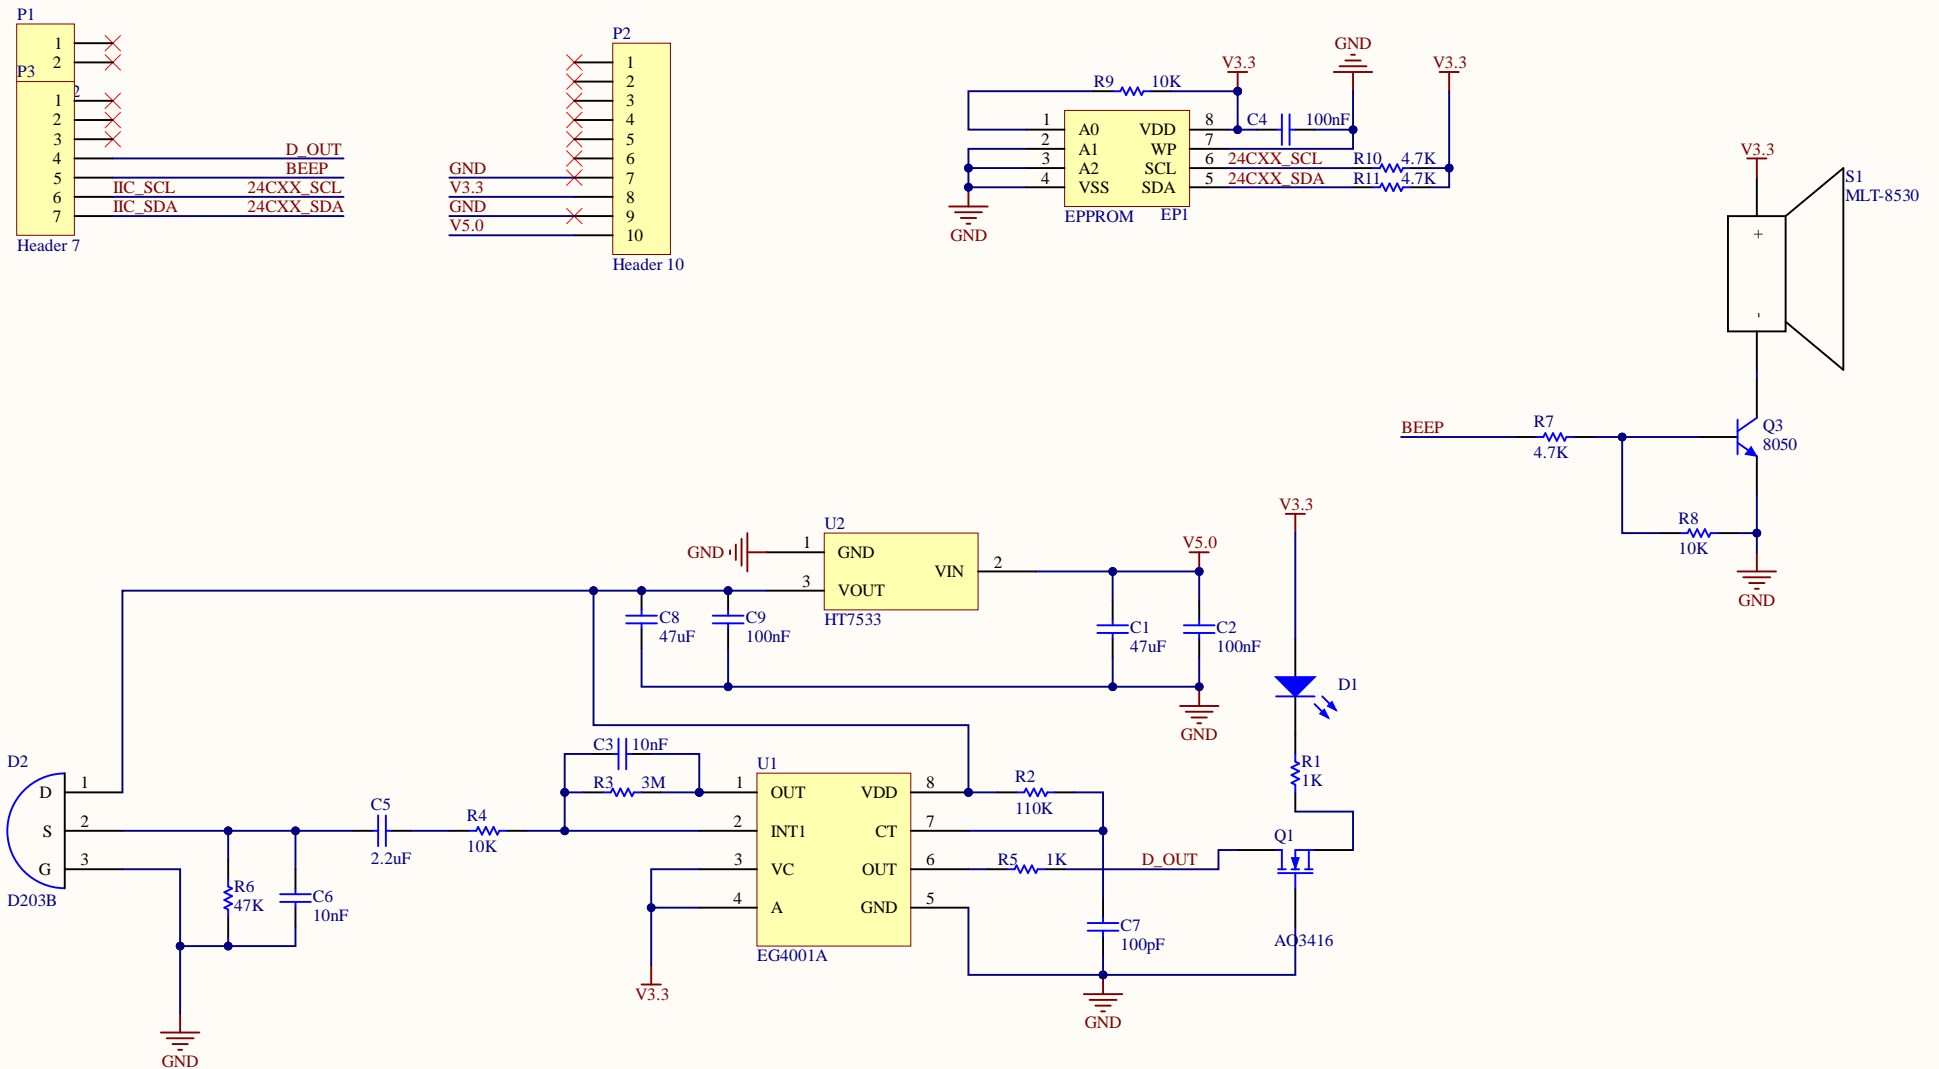 P1
1
2
P3
2
1
2
3
4
5
6
7
D_OUT
BEEP
IIC_SCL 24CXX_SCL
IIC_SDA 24CXX_SDA
Header 7
P2
1
2
3
4
5
6
7
8
9
10
GND
V3.3
GND
V5.0
Header 10
R9 10K
V3.3
GND
V3.3
1 A0 VDD 8
2 A1 WP 7
3 A2 SCL 6
4 VSS SDA 5
C4 100nF
24CXX_SCL R10 4.7K
24CXX_SDA R11 4.7K
EPPROM EP1
GND
V3.3
S1
MLT-8530
+
-
BEEP
R7
4.7K
Q3
8050
R8
10K
GND
U2
GND 1 GND
VIN 2
3 VOUT
HT7533
V5.0
C8
47uF
C9
100nF
C1
47uF
C2
100nF
GND
V3.3
D1
R1
1K
D2
D 1
S 2
G 3
D203B
R6
47K
C6
10nF
GND
C5
2.2uF
R4
10K
C3 10nF
R3 3M
U1
1 OUT VDD 8
2 INT1 CT 7
3 VC OUT 6
4 A GND 5
EG4001A
V3.3
R2
110K
R5 1K
D_OUT
C7
100pF
GND
Q1
AO3416